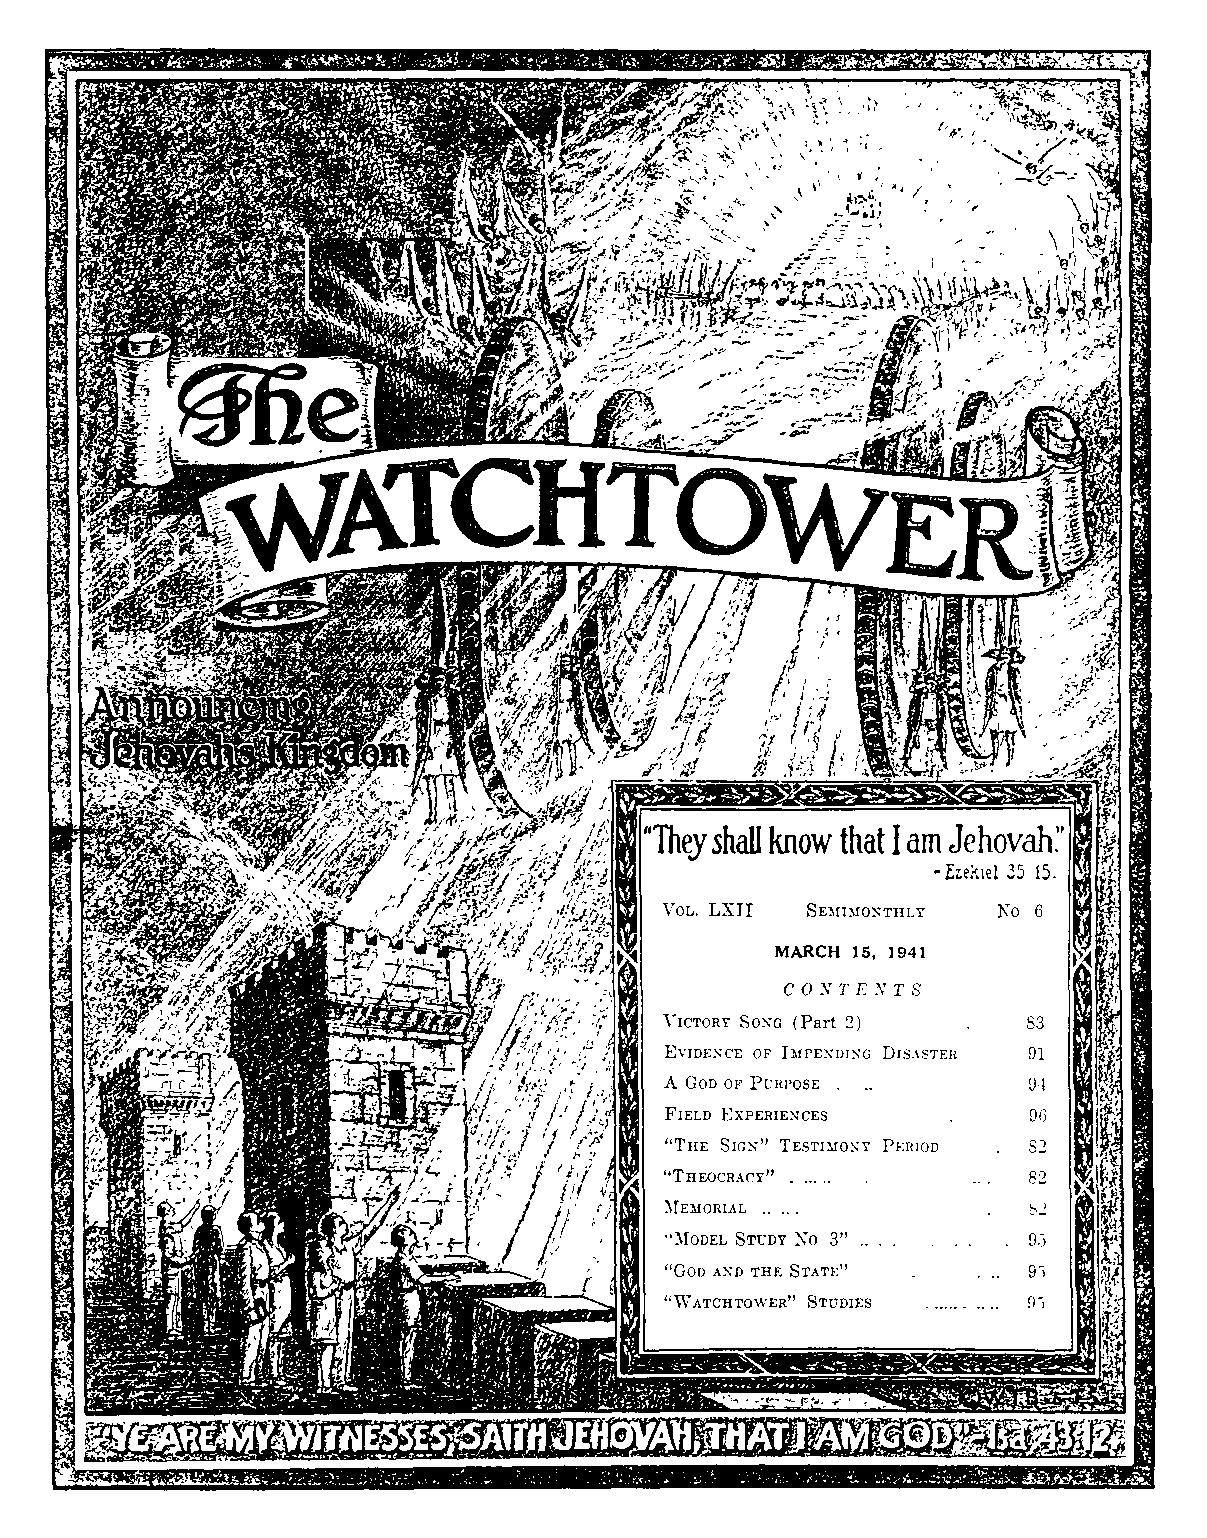 The
WATCHTOWER
Announcing
Jehovah's Kingdom
"They shall know that I am Jehovah."
- Ezekiel 35 15.
VOL. LXII SEMIMONTHLY No 6
MARCH 15, 1941
CONTENTS
VICTORY SONG (Part 2) . 83
EVIDENCE OF IMPENDING DISASTER 91
A GOD OF PURPOSE . .. 94
FIELD EXPERIENCES . 96
"THE SIGN" TESTIMONY PERIOD . 82
"THEOCRACY" . ... .. . ... 82
MEMORIAL .. ... . 82
"MODEL STUDY No 3" .. . . . . . . 95
"GOD AND THE STATE" . . .. 95
"WATCHTOWER" STUDIES ....... .. .. 95
"YE ARE MY WITNESSES, SAITH JEHOVAH, THAT I AM GOD."-Isa.43:12.